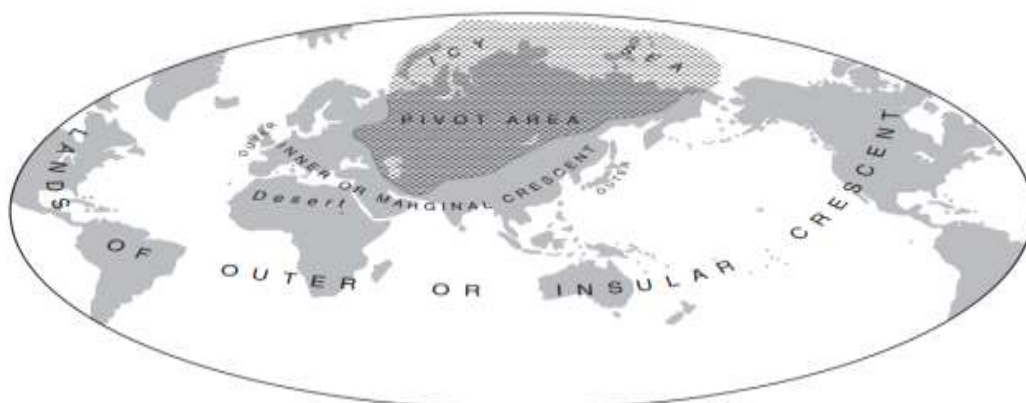 ICY SEA
PIVOT AREA
OUTER
INNER OR MARGINAL CRESCENT
OUTER
Desert
LANDS OF OUTER OR INSULAR CRESCENT